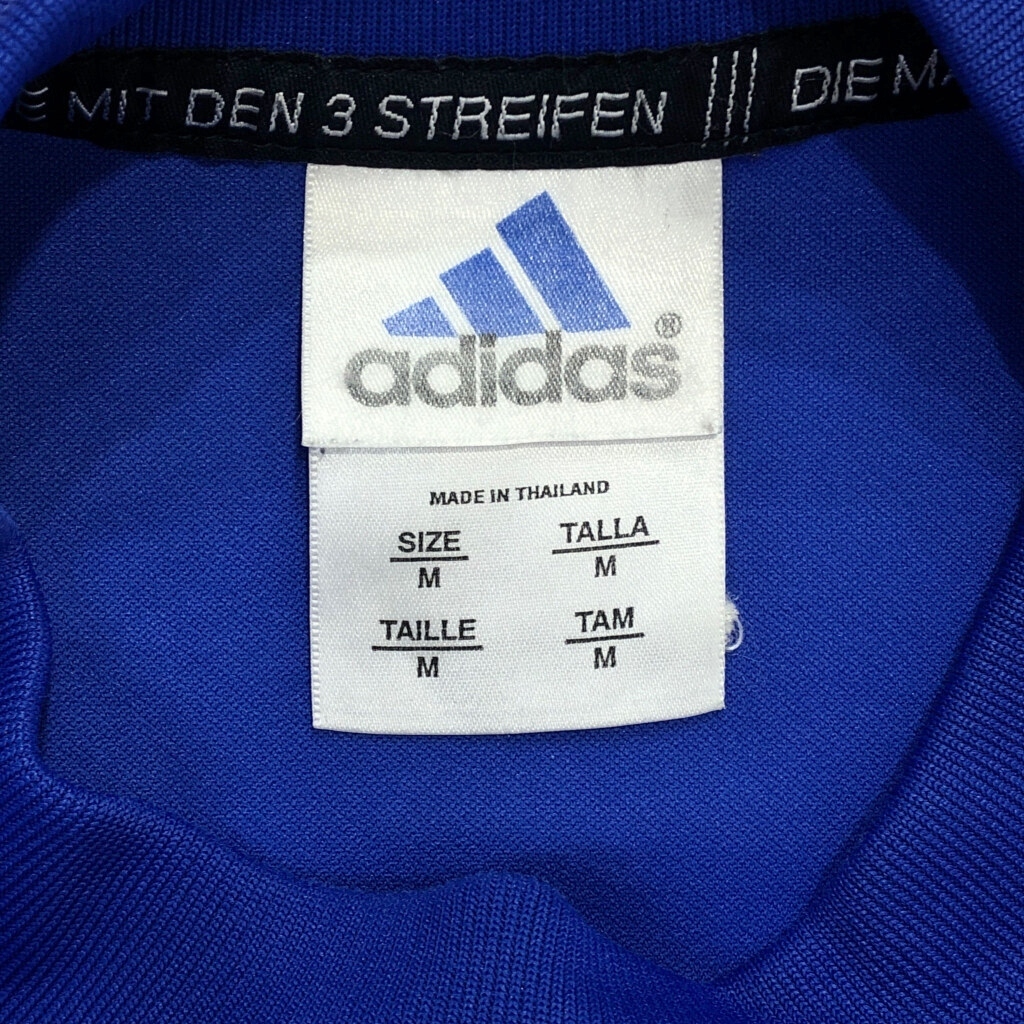 MIT DEN 3 STREIFEN ||| DIE
adidas®
MADE IN THAILAND
SIZE TALLA
M M
TAILLE TAM
M M